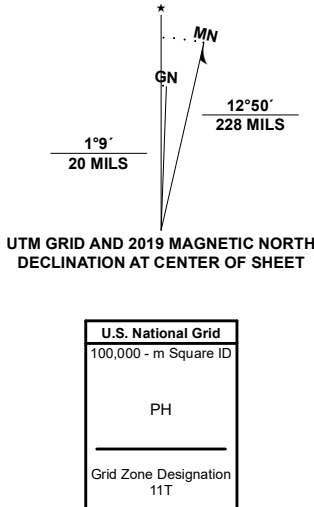 ★
MN
GN
12°50´
228 MILS
1°9´
20 MILS
UTM GRID AND 2019 MAGNETIC NORTH
DECLINATION AT CENTER OF SHEET
U.S. National Grid
100,000 - m Square ID
PH
Grid Zone Designation
11T